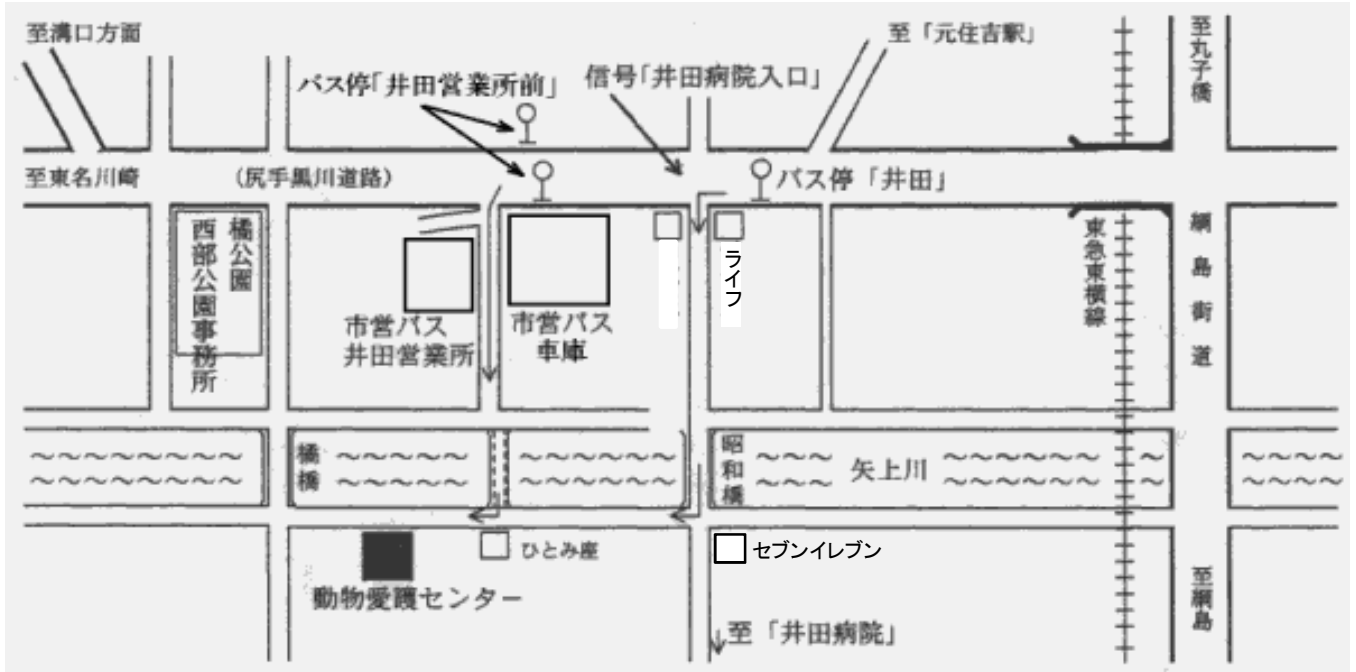 至溝口方面
バス停「井田営業所前」
信号「井田病院入口」
至「元住吉駅」
至丸子橋
至東名川崎
(尻手黒川道路)
バス停「井田」
橘公園
西部公園事務所
市営バス
井田営業所
市営バス
車庫
ライフ
東急東横線
綱島街道
橘橋
昭和橋
矢上川
ひとみ座
セブンイレブン
動物愛護センター
至「井田病院」
至綱島